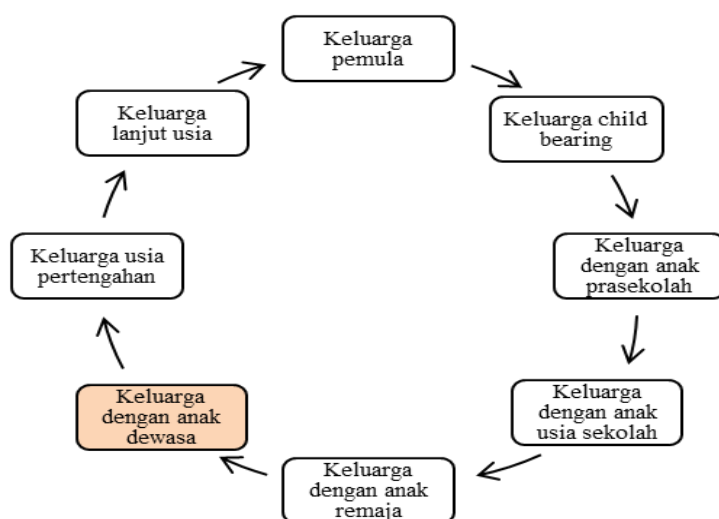 Keluarga
pemula
Keluarga child
bearing
Keluarga
dengan anak
prasekolah
Keluarga
dengan anak
usia sekolah
Keluarga
dengan anak
remaja
Keluarga
dengan anak
dewasa
Keluarga usia
pertengahan
Keluarga
lanjut usia